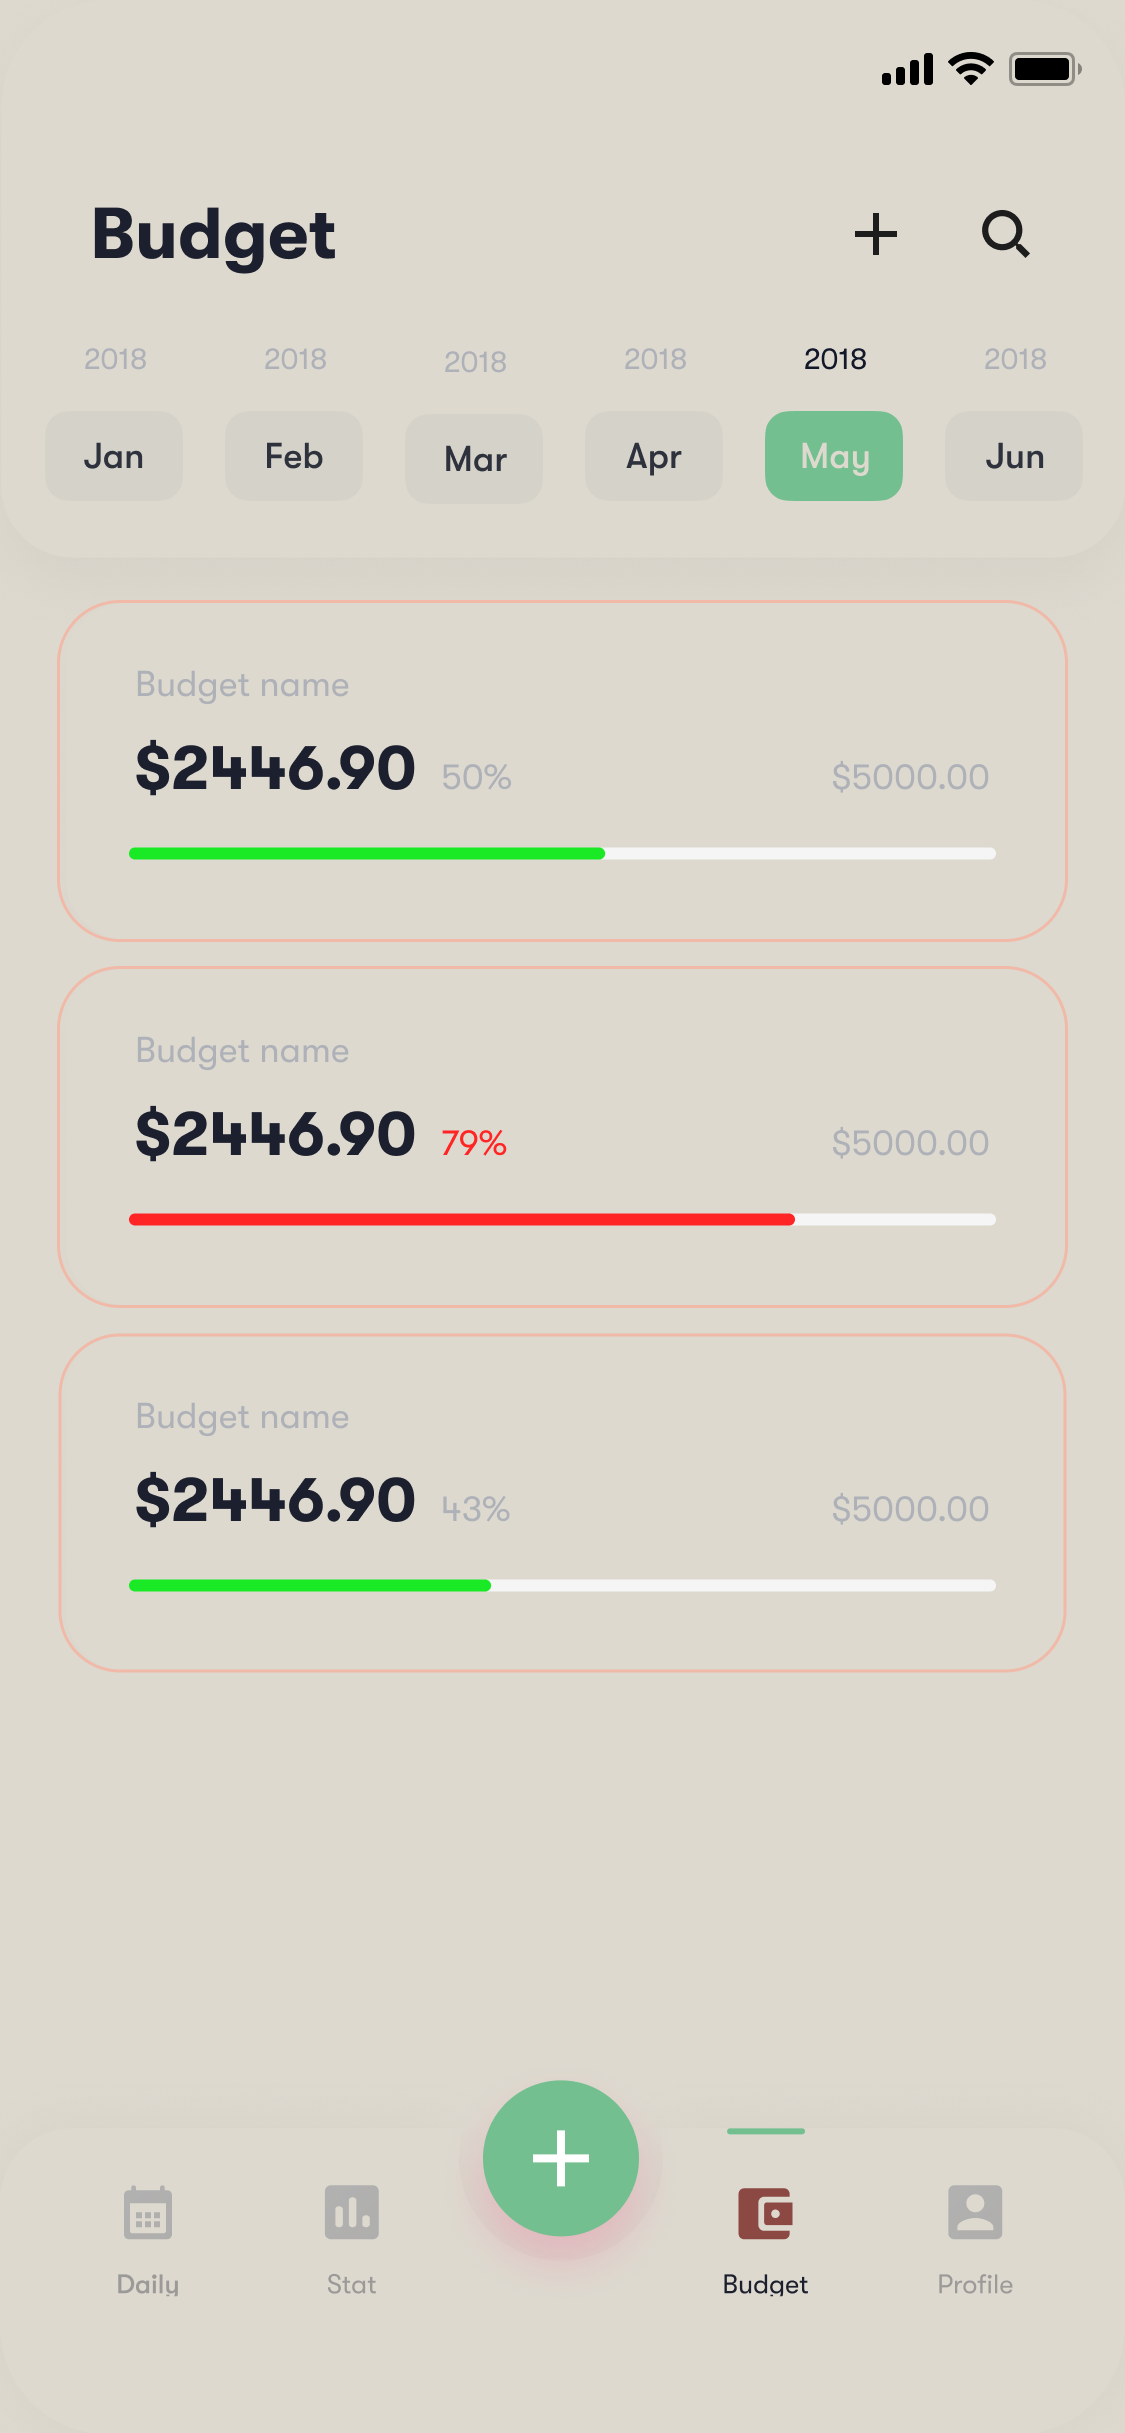 Budget
2018 2018 2018 2018 2018 2018
Jan Feb Mar Apr May Jun
Budget name
$2446.90 50% $5000.00
Budget name
$2446.90 79% $5000.00
Budget name
$2446.90 43% $5000.00
Daily Stat Budget Profile